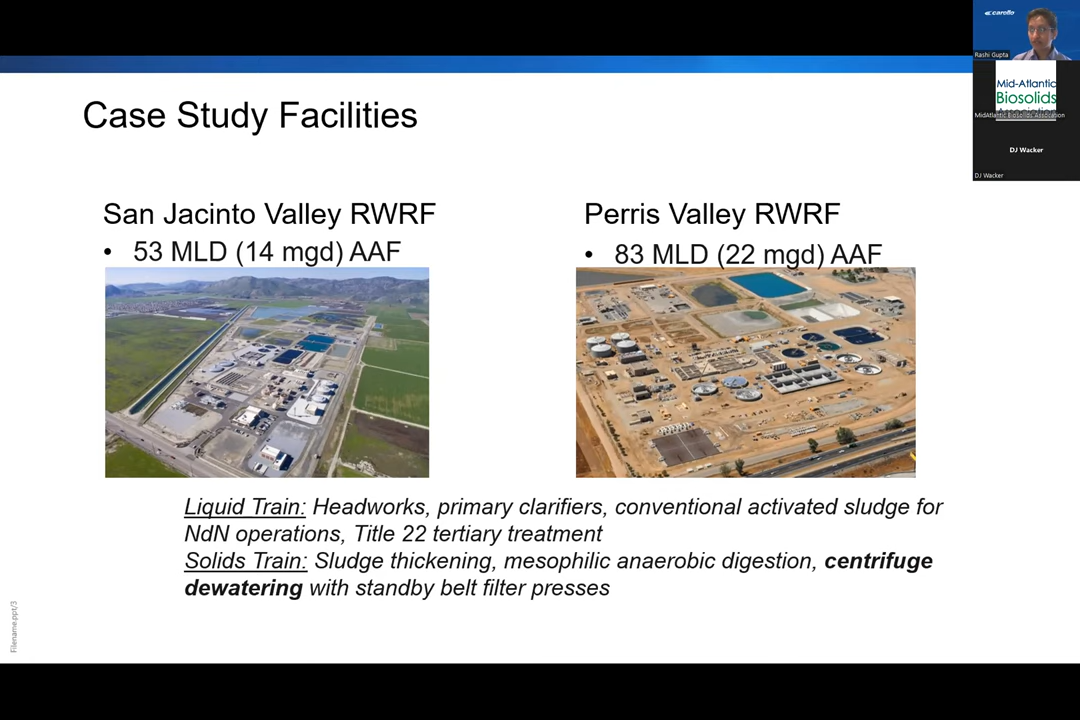 Case Study Facilities
San Jacinto Valley RWRF
• 53 MLD (14 mgd) AAF
Perris Valley RWRF
• 83 MLD (22 mgd) AAF
Liquid Train: Headworks, primary clarifiers, conventional activated sludge for
NdN operations, Title 22 tertiary treatment
Solids Train: Sludge thickening, mesophilic anaerobic digestion, centrifuge
dewatering with standby belt filter presses
Filename.ppt/3
carollo
Rashi Gupta
Mid-Atlantic
Biosolids
Association
MidAtlantic Biosolids Association
DJ Wacker
DJ Wacker